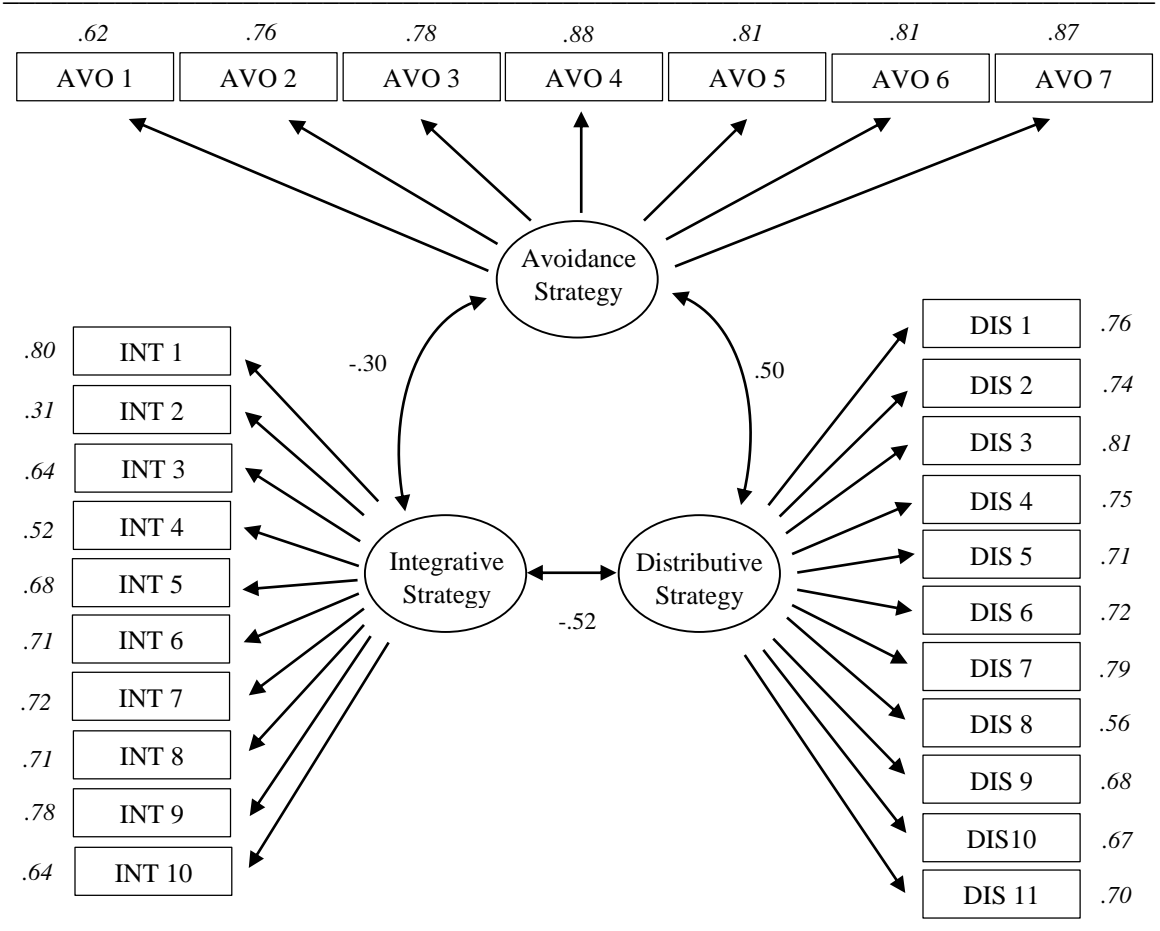 .62 .76 .78 .88 .81 .81 .87
AVO 1 AVO 2 AVO 3 AVO 4 AVO 5 AVO 6 AVO 7
Avoidance
Strategy
-.30
.50
.80 INT 1
.31 INT 2
.64 INT 3
.52 INT 4
.68 INT 5
.71 INT 6
.72 INT 7
.71 INT 8
.78 INT 9
.64 INT 10
Integrative
Strategy
-.52
Distributive
Strategy
DIS 1 .76
DIS 2 .74
DIS 3 .81
DIS 4 .75
DIS 5 .71
DIS 6 .72
DIS 7 .79
DIS 8 .56
DIS 9 .68
DIS10 .67
DIS 11 .70